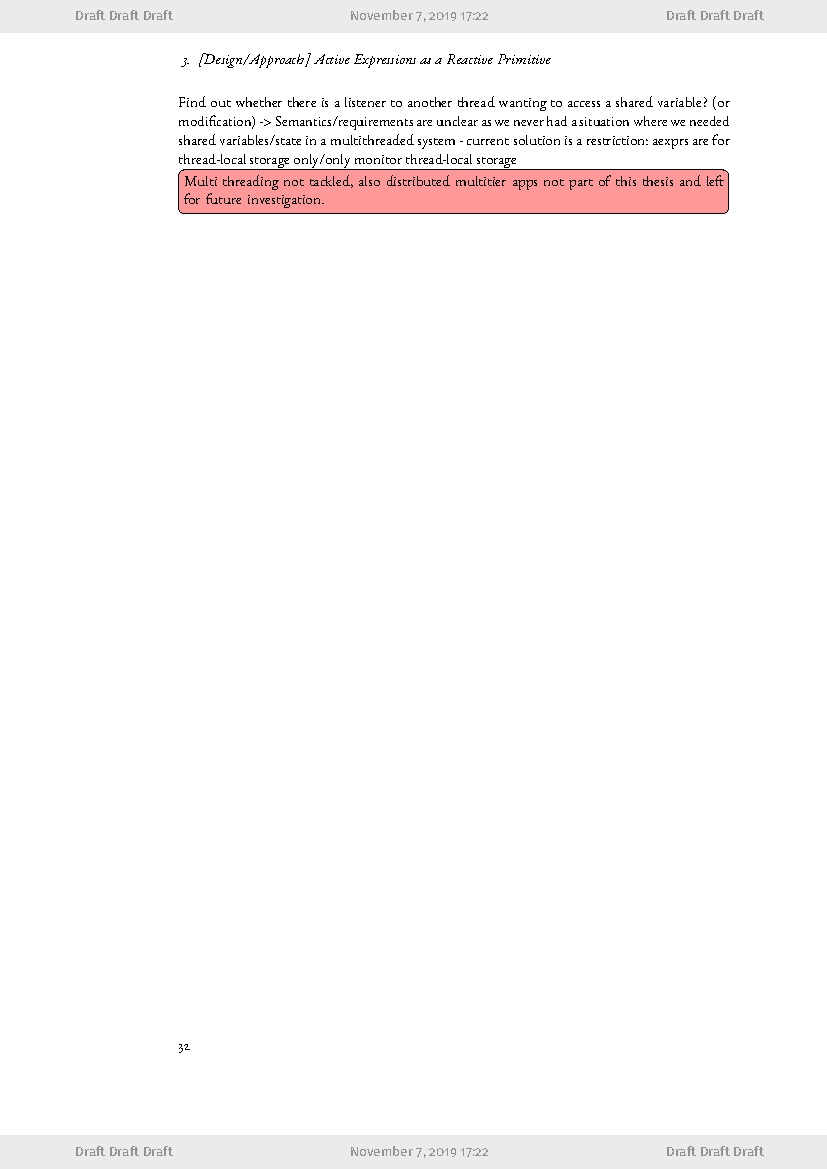 Draft Draft Draft November 7, 2019 17:22 Draft Draft Draft
3. [Design/Approach] Active Expressions as a Reactive Primitive
Find out whether there is a listener to another thread wanting to access a shared variable? (or
modification) -> Semantics/requirements are unclear as we never had a situation where we needed
shared variables/state in a multithreaded system - current solution is a restriction: aexprs are for
thread-local storage only/only monitor thread-local storage
Multi threading not tackled, also distributed multitier apps not part of this thesis and left
for future investigation.
32
Draft Draft Draft November 7, 2019 17:22 Draft Draft Draft